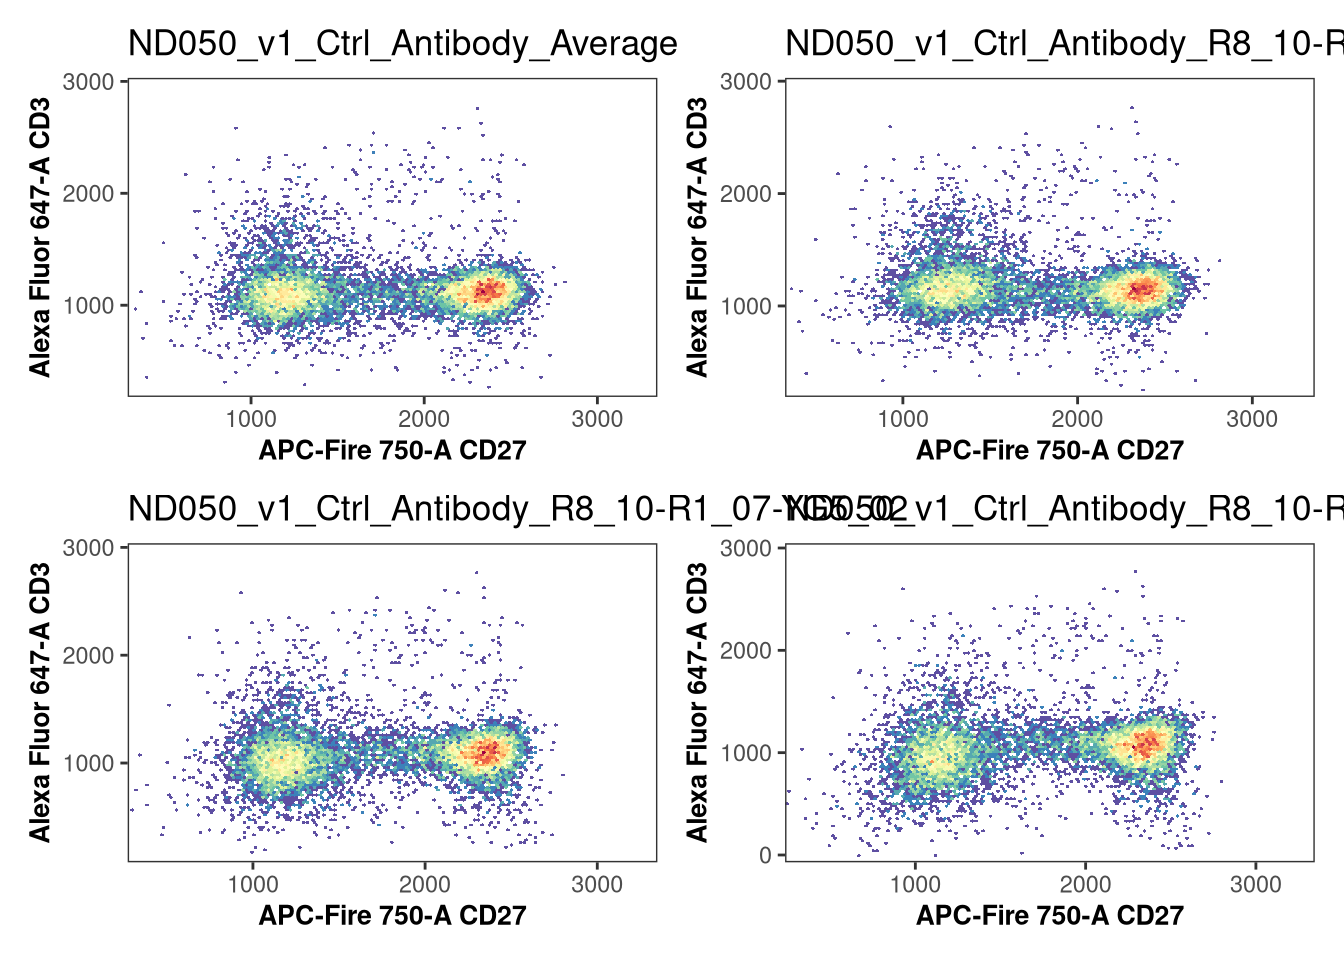 ND050_v1_Ctrl_Antibody_Average
3000
2000
1000
Alexa Fluor 647-A CD3
1000 2000 3000
APC-Fire 750-A CD27
ND050_v1_Ctrl_Antibody_R8_10-R
3000
2000
1000
Alexa Fluor 647-A CD3
1000 2000 3000
APC-Fire 750-A CD27
ND050_v1_Ctrl_Antibody_R8_10-R1_07-
3000
2000
1000
Alexa Fluor 647-A CD3
1000 2000 3000
APC-Fire 750-A CD27
ND050_v1_Ctrl_Antibody_R8_10-R
3000
2000
1000
0
Alexa Fluor 647-A CD3
1000 2000 3000
APC-Fire 750-A CD27